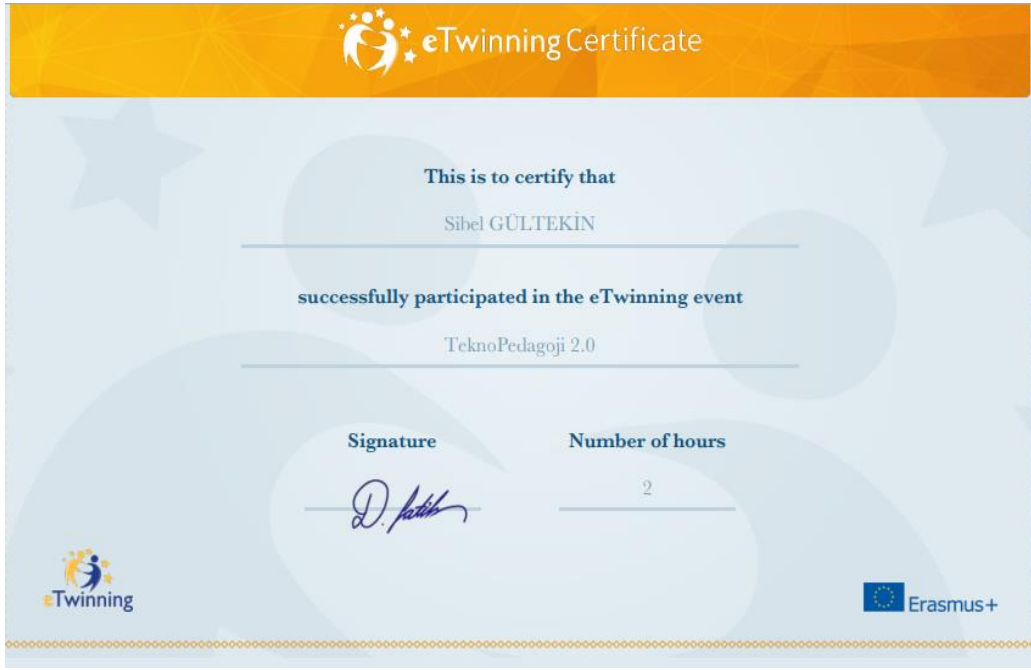 eTwinning Certificate
This is to certify that
Sibel GÜLTEKİN
successfully participated in the eTwinning event
TeknoPedagoji 2.0
Signature
Number of hours
D. fatih
2
eTwinning
Erasmus+